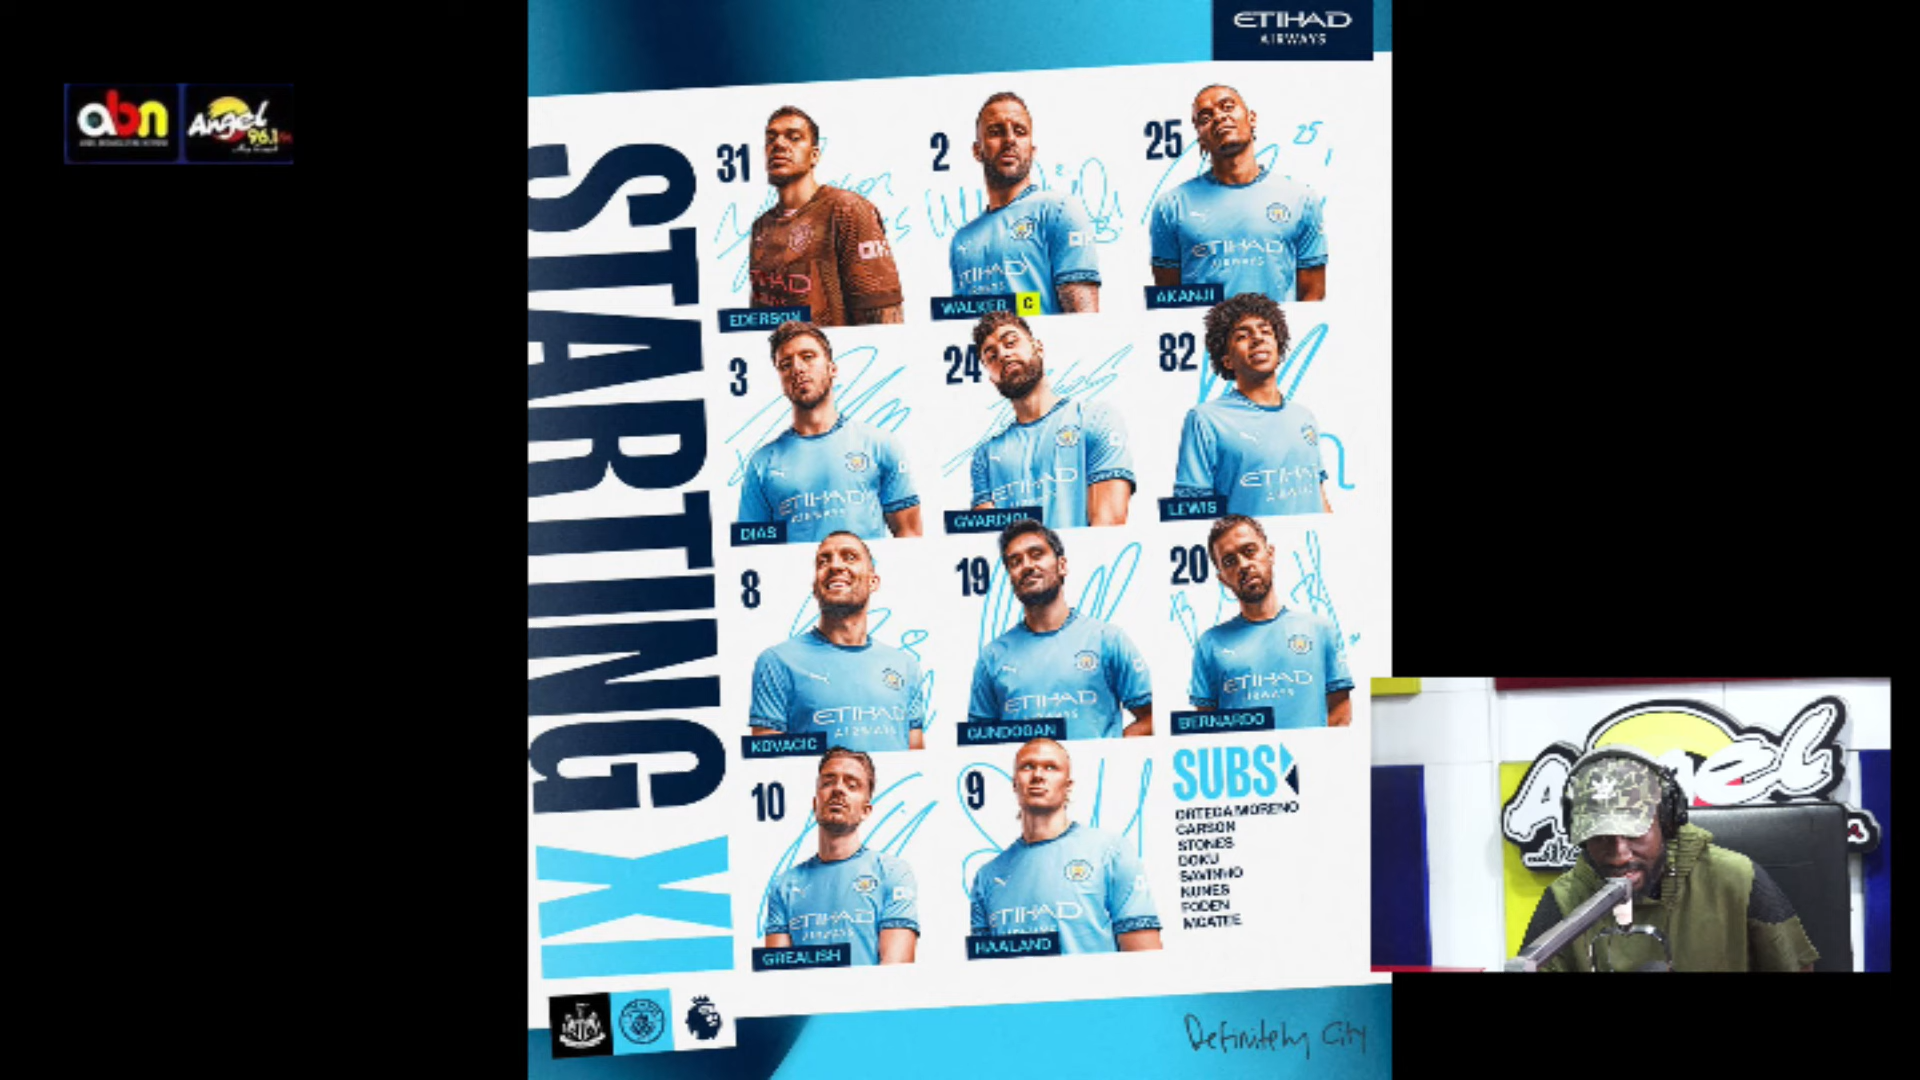 ETIHAD
AIRWAYS
abn
Angel
96.1
STARTING XI
31
EDERSON
2
WALKER C
25
AKANJI
3
DIAS
24
GVARDIOL
82
LEWIS
8
KOVACIC
19
GUNDOGAN
20
BERNARDO
10
GREALISH
9
HAALAND
SUBS
ORTEGA MORENO
CARSON
STONES
DOKU
SAVINHO
NUNES
FODEN
MCATEE
Definitely City
Angel